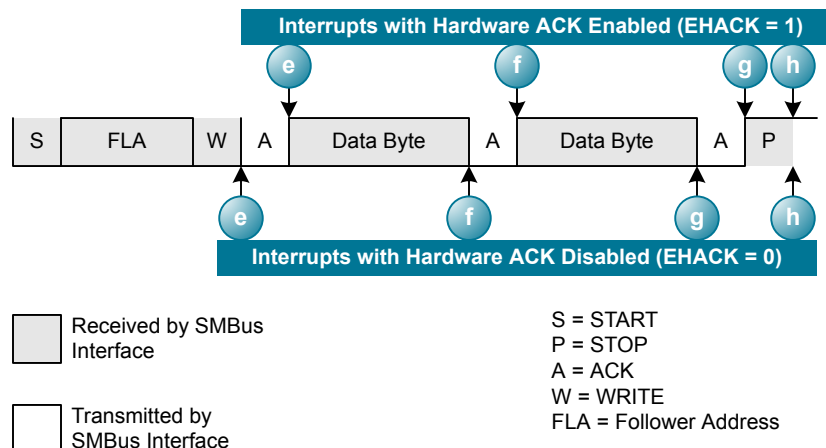 Interrupts with Hardware ACK Enabled (EHACK = 1)
e f g h
S FLA W A Data Byte A Data Byte A P
e f g h
Interrupts with Hardware ACK Disabled (EHACK = 0)
Received by SMBus
Interface
Transmitted by
SMBus Interface
S = START
P = STOP
A = ACK
W = WRITE
FLA = Follower Address